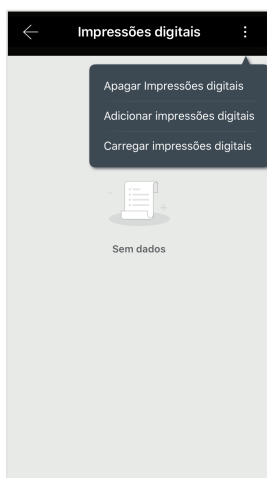 Impressões digitais
Apagar Impressões digitais
Adicionar impressões digitais
Carregar impressões digitais
Sem dados